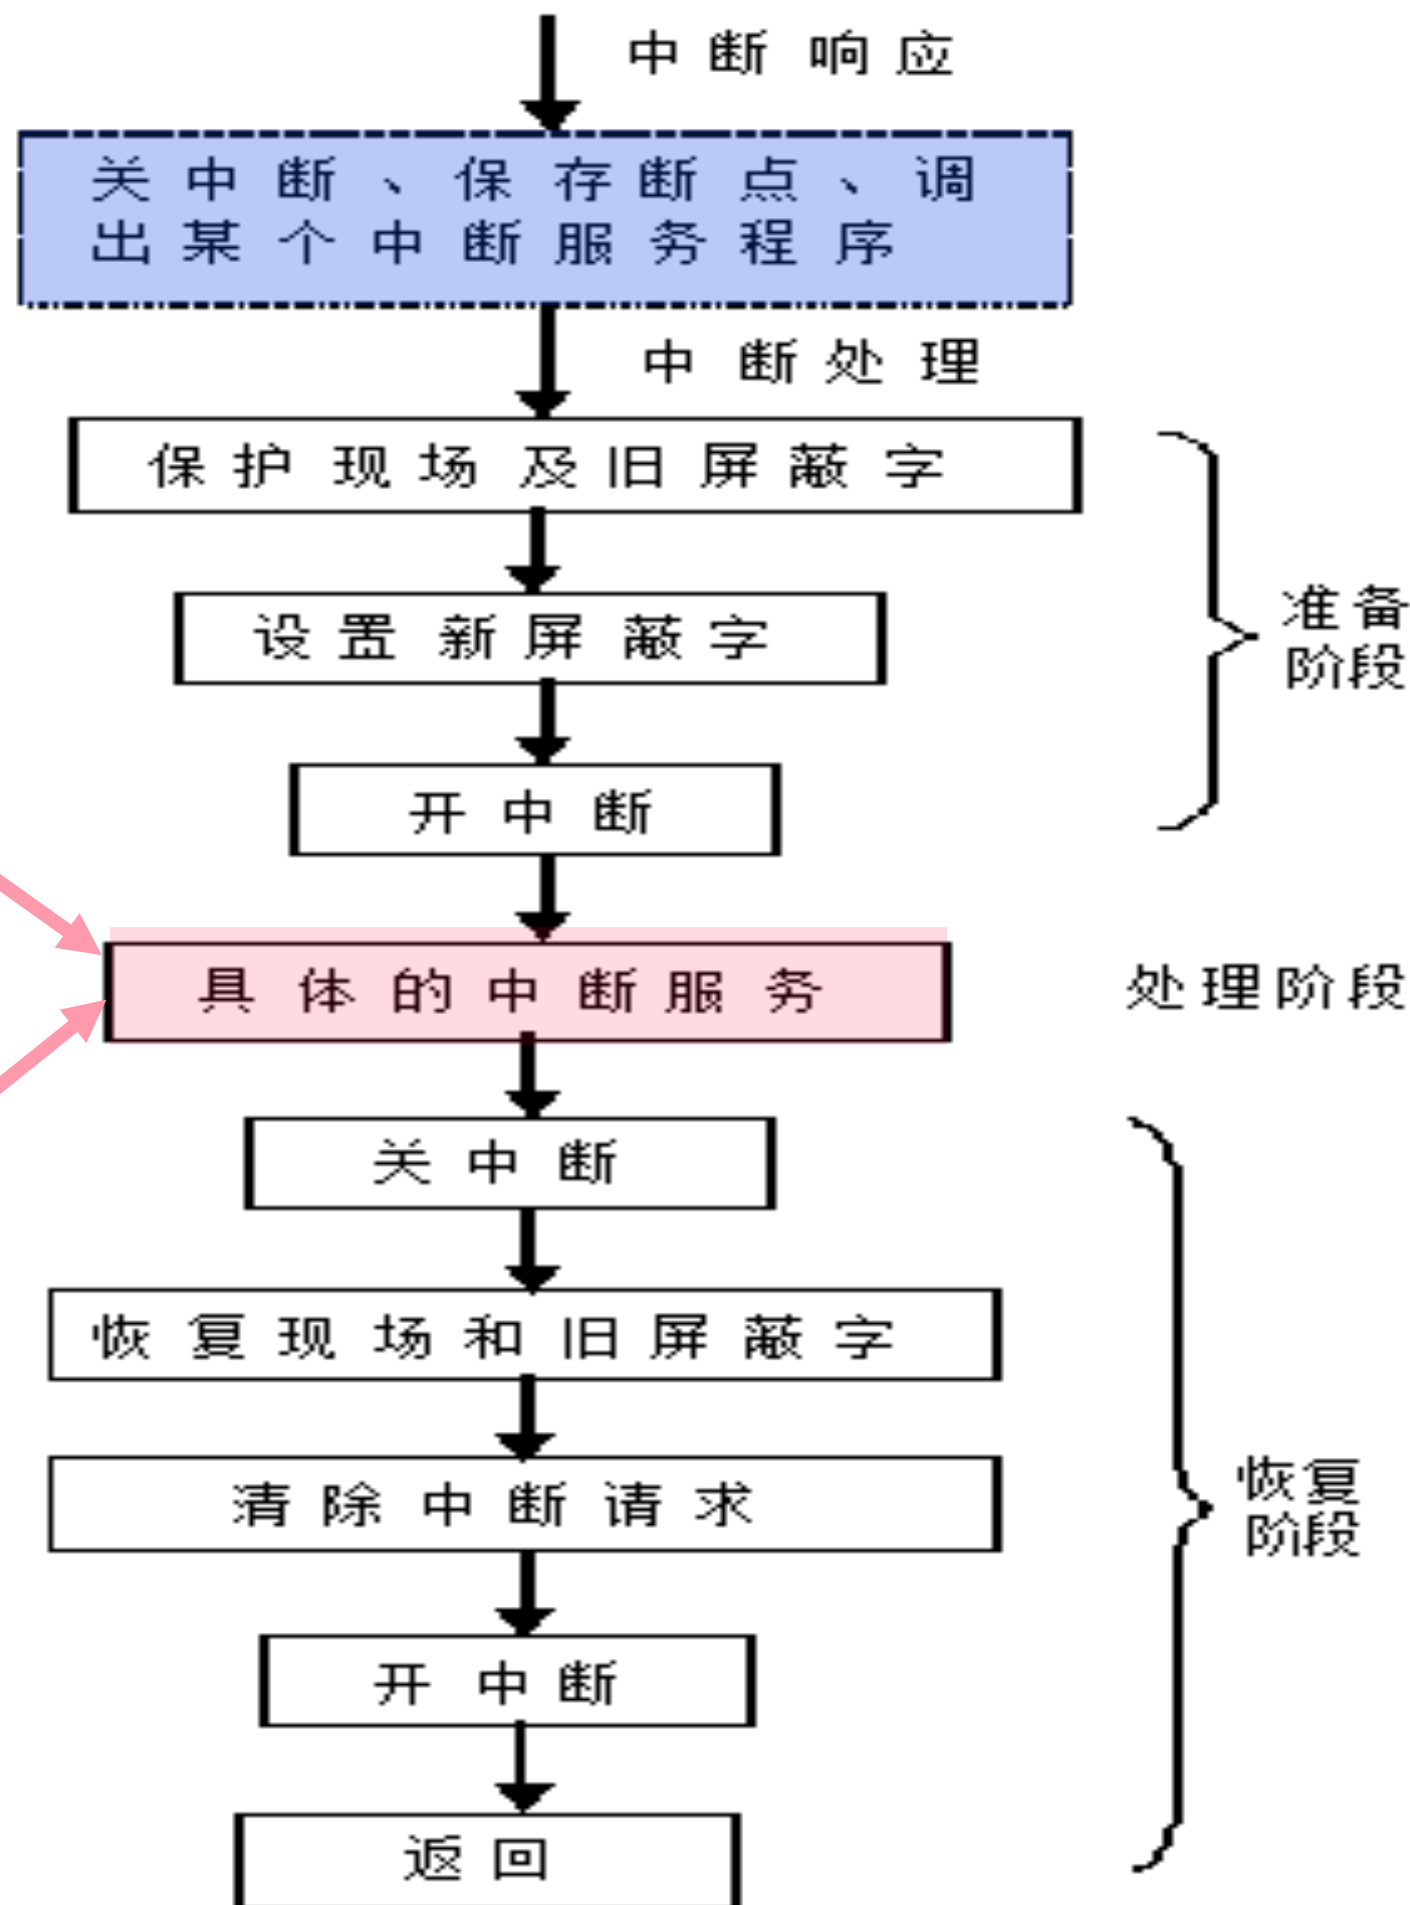 中断响应
关中断、保存断点、调
出某个中断服务程序
中断处理
保护现场及旧屏蔽字
设置新屏蔽字
开中断
准备
阶段
具体的中断服务
处理阶段
关中断
恢复现场和旧屏蔽字
清除中断请求
恢复
阶段
开中断
返回